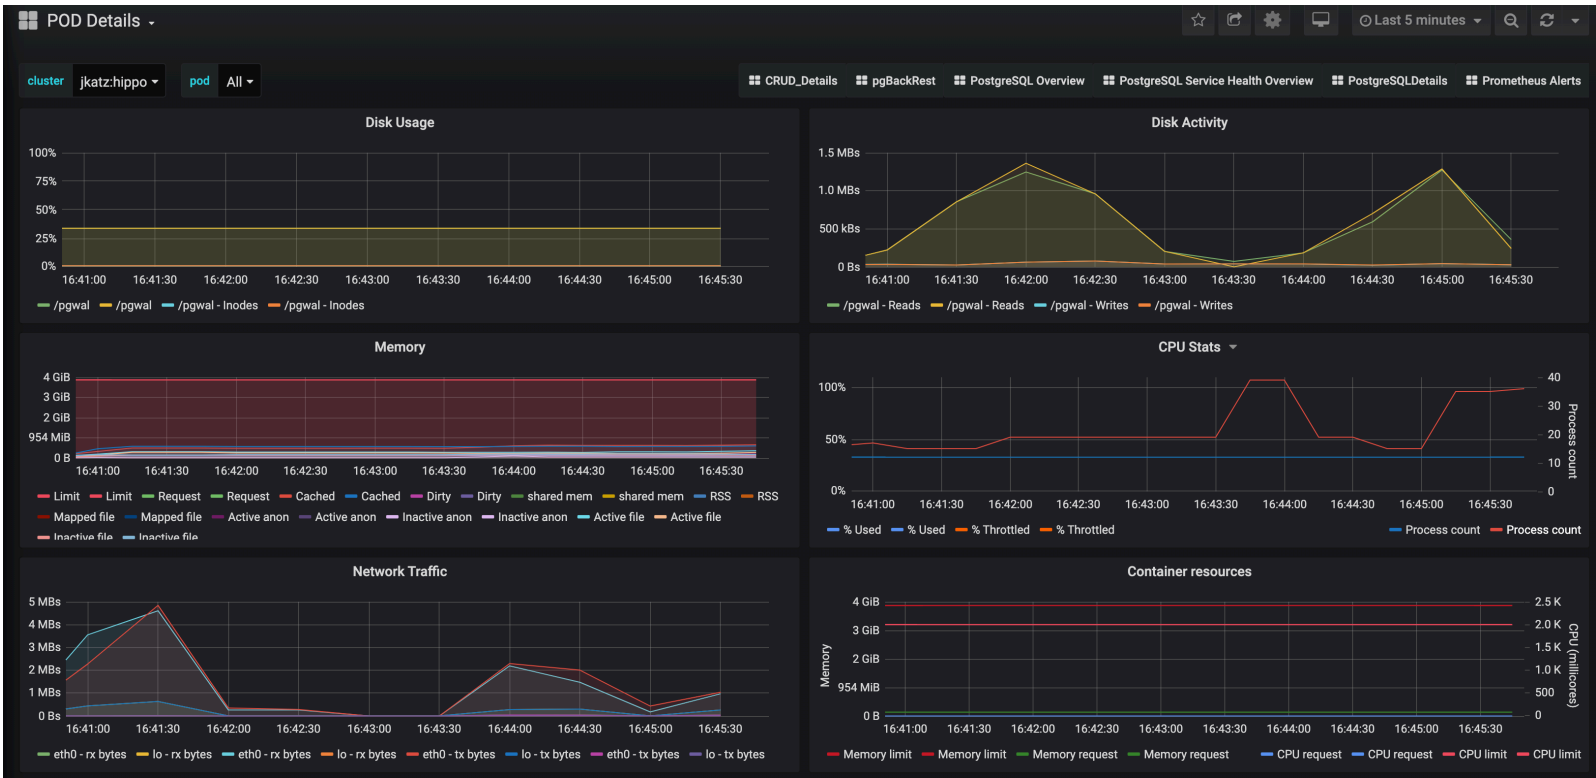 POD Details
Last 5 minutes
cluster jkatz:hippo pod All
CRUD_Details pgBackRest PostgreSQL Overview PostgreSQL Service Health Overview PostgreSQLDetails Prometheus Alerts
Disk Usage
100%
75%
50%
25%
0%
16:41:00 16:41:30 16:42:00 16:42:30 16:43:00 16:43:30 16:44:00 16:44:30 16:45:00 16:45:30
/pgwal /pgwal /pgwal - Inodes /pgwal - Inodes
Disk Activity
1.5 MBs
1.0 MBs
500 kBs
0 Bs
16:41:00 16:41:30 16:42:00 16:42:30 16:43:00 16:43:30 16:44:00 16:44:30 16:45:00 16:45:30
/pgwal - Reads /pgwal - Reads /pgwal - Writes /pgwal - Writes
Memory
4 GiB
3 GiB
2 GiB
954 MiB
0 B
16:41:00 16:41:30 16:42:00 16:42:30 16:43:00 16:43:30 16:44:00 16:44:30 16:45:00 16:45:30
Limit Limit Request Request Cached Cached Dirty Dirty shared mem shared mem RSS RSS
Mapped file Mapped file Active anon Active anon Inactive anon Inactive anon Active file Active file
Inactive file Inactive file
CPU Stats
100%
50%
0%
40
30
20
10
0
Process count
16:41:00 16:41:30 16:42:00 16:42:30 16:43:00 16:43:30 16:44:00 16:44:30 16:45:00 16:45:30
% Used % Used % Throttled % Throttled Process count Process count
Network Traffic
5 MBs
4 MBs
3 MBs
2 MBs
1 MBs
0 Bs
16:41:00 16:41:30 16:42:00 16:42:30 16:43:00 16:43:30 16:44:00 16:44:30 16:45:00 16:45:30
eth0 - rx bytes lo - rx bytes eth0 - rx bytes lo - rx bytes eth0 - tx bytes lo - tx bytes eth0 - tx bytes lo - tx bytes
Container resources
Memory
4 GiB
3 GiB
2 GiB
954 MiB
0 B
2.5 K
2.0 K
1.5 K
1.0 K
500
0
CPU (millicores)
16:41:00 16:41:30 16:42:00 16:42:30 16:43:00 16:43:30 16:44:00 16:44:30 16:45:00 16:45:30
Memory limit Memory limit Memory request Memory request CPU request CPU request CPU limit CPU limit